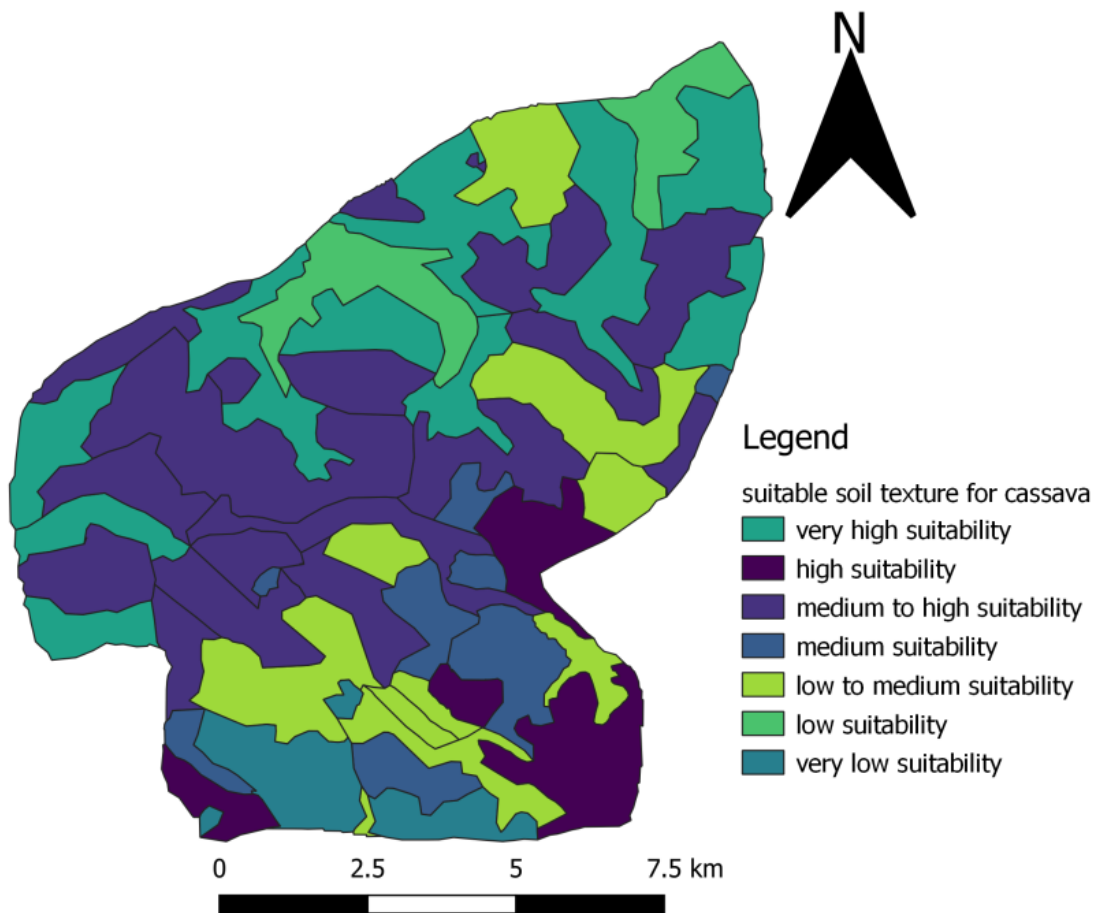 N
Legend
suitable soil texture for cassava
very high suitability
high suitability
medium to high suitability
medium suitability
low to medium suitability
low suitability
very low suitability
0 2.5 5 7.5 km